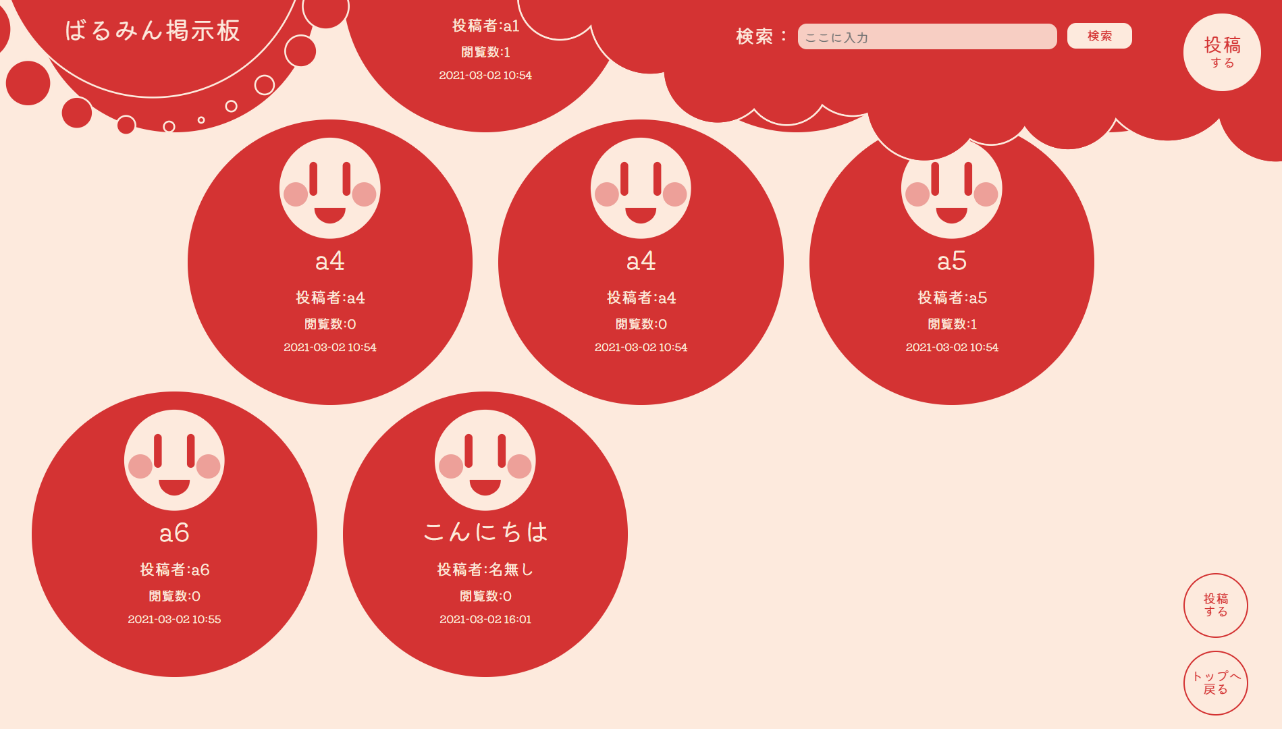 ばるみん掲示板
投稿者:a1
閲覧数:1
2021-03-02 10:54
検索：
ここに入力
検索
投稿
する
a4
投稿者:a4
閲覧数:0
2021-03-02 10:54
a4
投稿者:a4
閲覧数:0
2021-03-02 10:54
a5
投稿者:a5
閲覧数:1
2021-03-02 10:54
a6
投稿者:a6
閲覧数:0
2021-03-02 10:55
こんにちは
投稿者:名無し
閲覧数:0
2021-03-02 16:01
投稿
する
トップへ
戻る